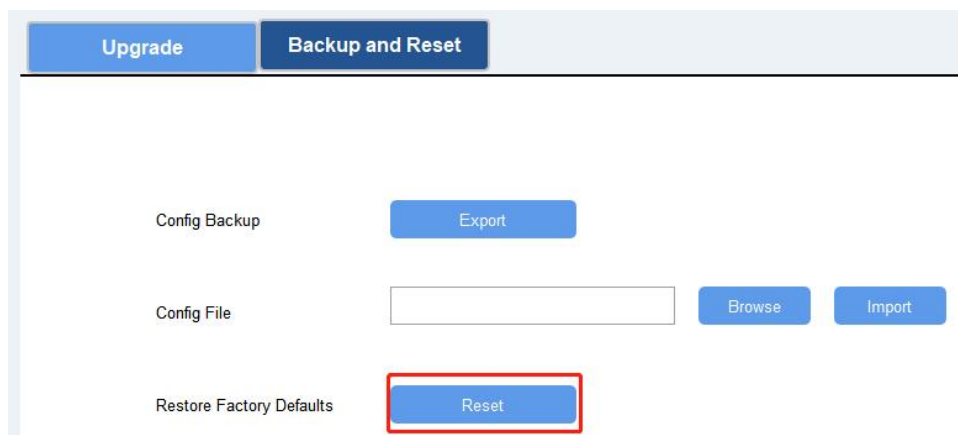 Upgrade Backup and Reset
Config Backup Export
Config File Browse Import
Restore Factory Defaults Reset